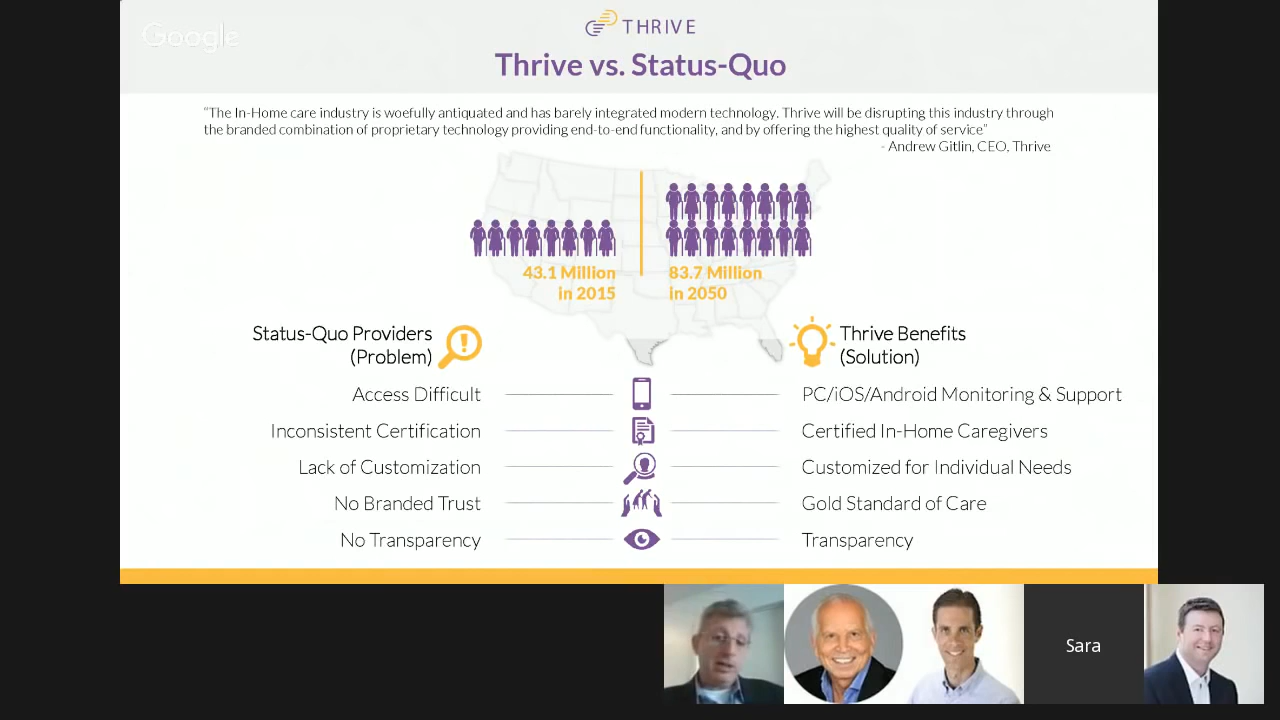 Google
THRIVE
Thrive vs. Status-Quo
“The In-Home care industry is woefully antiquated and has barely integrated modern technology. Thrive will be disrupting this industry through
the branded combination of proprietary technology providing end-to-end functionality, and by offering the highest quality of service”
- Andrew Gitlin, CEO, Thrive
43.1 Million
in 2015
83.7 Million
in 2050
Status-Quo Providers
(Problem)
Thrive Benefits
(Solution)
Access Difficult
PC/iOS/Android Monitoring & Support
Inconsistent Certification
Certified In-Home Caregivers
Lack of Customization
Customized for Individual Needs
No Branded Trust
Gold Standard of Care
No Transparency
Transparency
Sara